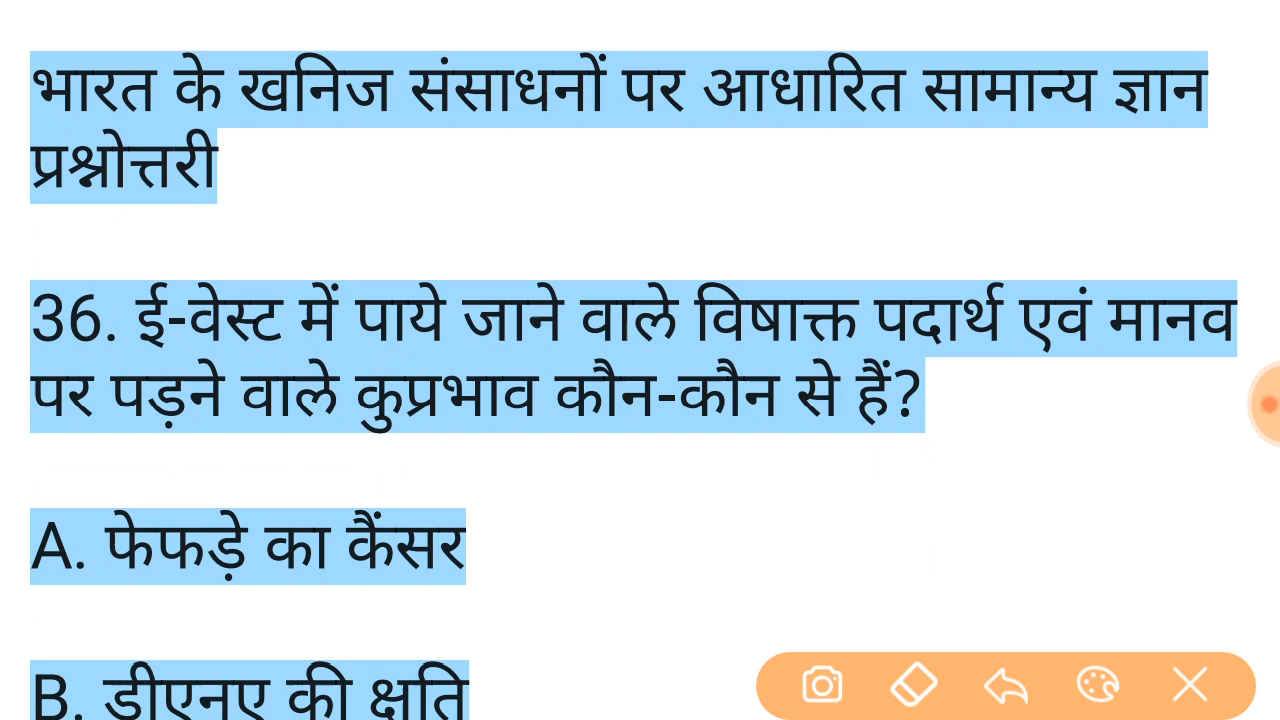 भारत के खनिज संसाधनों पर आधारित सामान्य ज्ञान
प्रश्नोत्तरी
36. ई-वेस्ट में पाये जाने वाले विषाक्त पदार्थ एवं मानव
पर पड़ने वाले कुप्रभाव कौन-कौन से हैं?
A. फेफड़े का कैंसर
B. डीएनए की क्षति